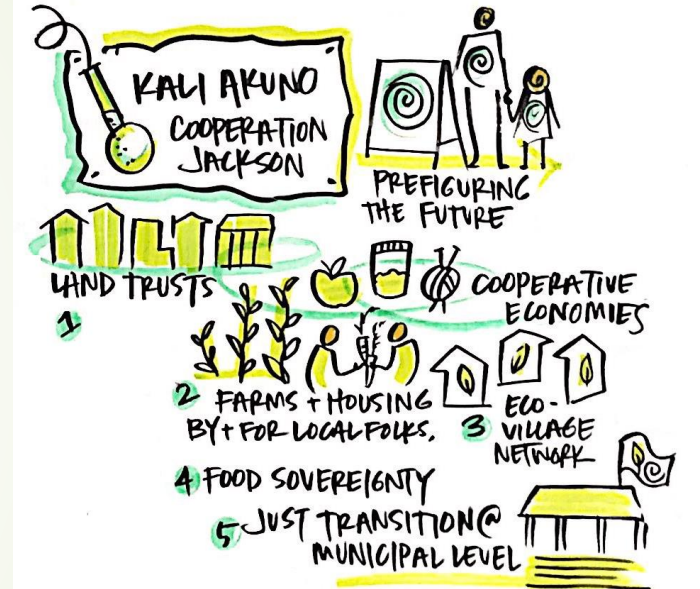 KALI AKUNO
COOPERATION
JACKSON
PREFIGURING
THE FUTURE
LAND TRUSTS
1
COOPERATIVE
ECONOMIES
2 FARMS + HOUSING
BY + FOR LOCAL FOLKS.
3 ECO-
VILLAGE
NETWORK
4 FOOD SOVEREIGNTY
5 JUST TRANSITION @
MUNICIPAL LEVEL